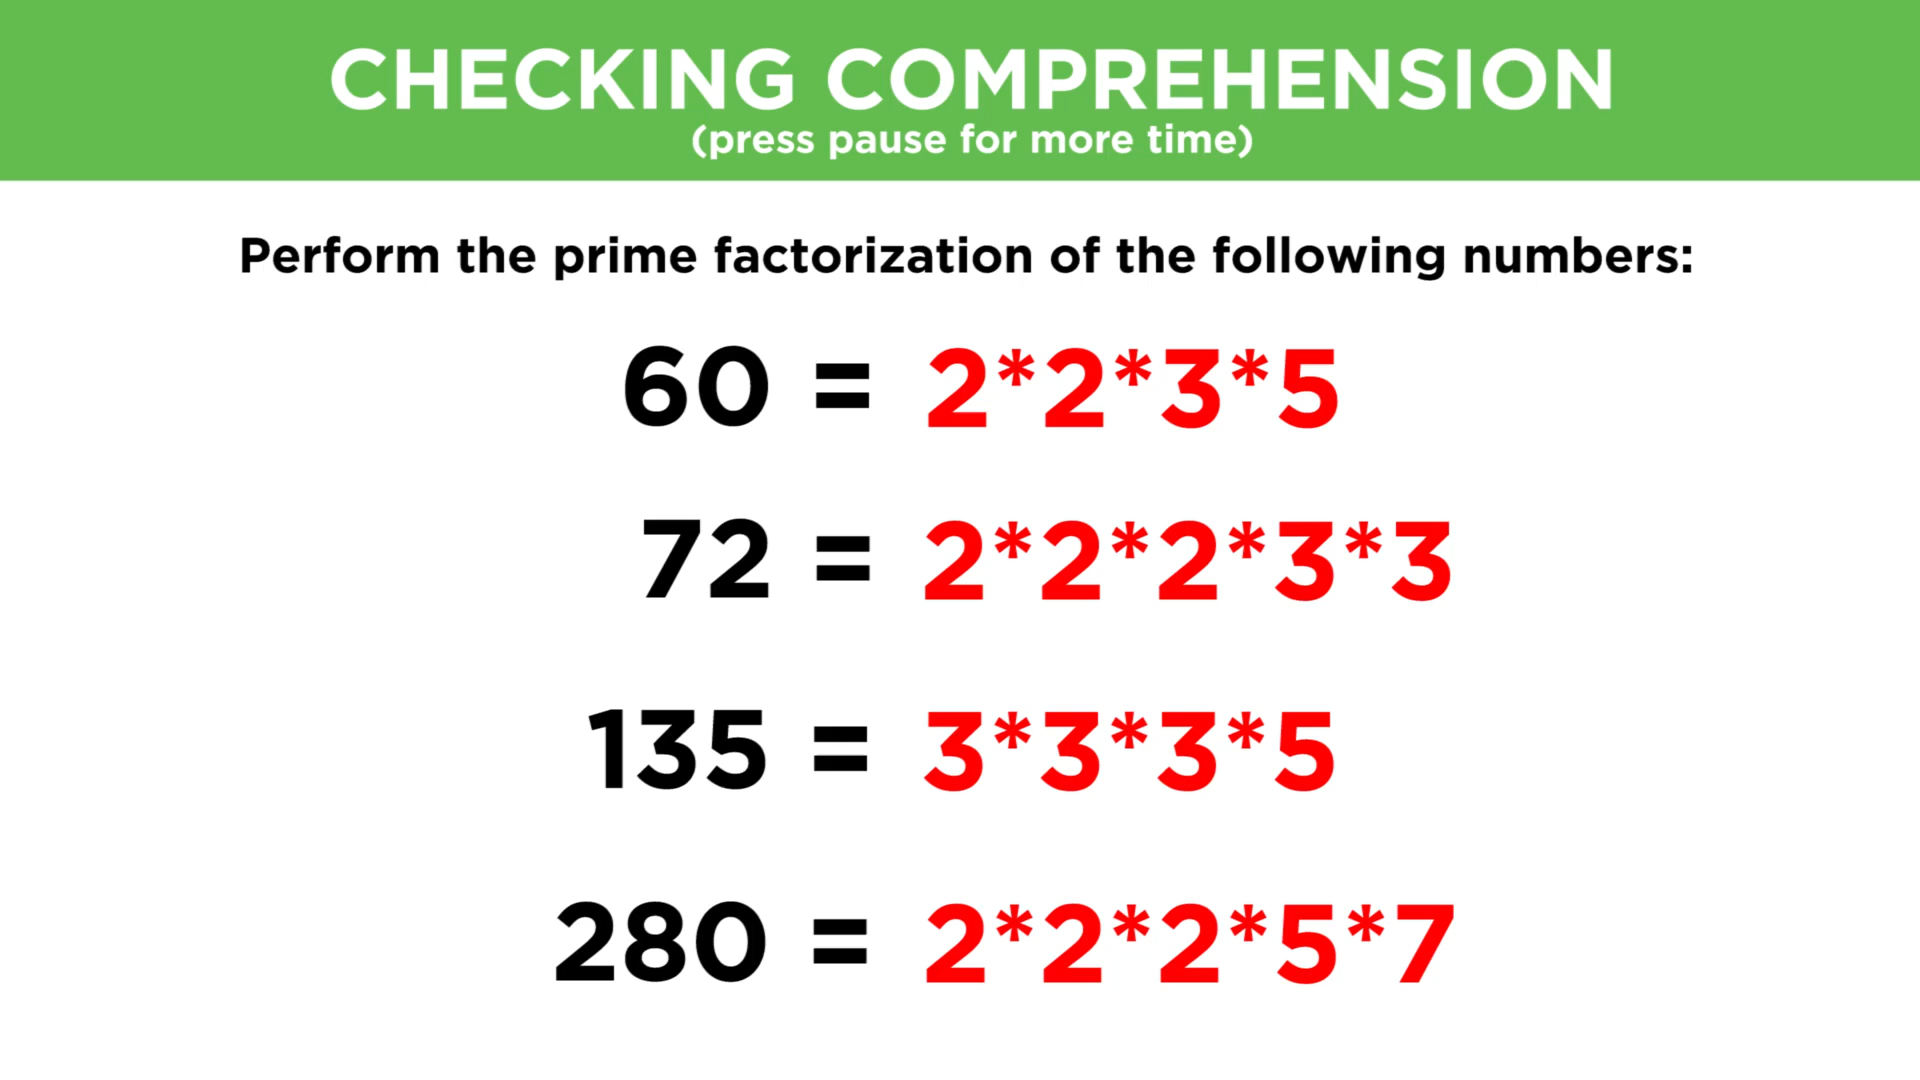 CHECKING COMPREHENSION
(press pause for more time)
Perform the prime factorization of the following numbers:
60 = 2*2*3*5
72 = 2*2*2*3*3
135 = 3*3*3*5
280 = 2*2*2*5*7